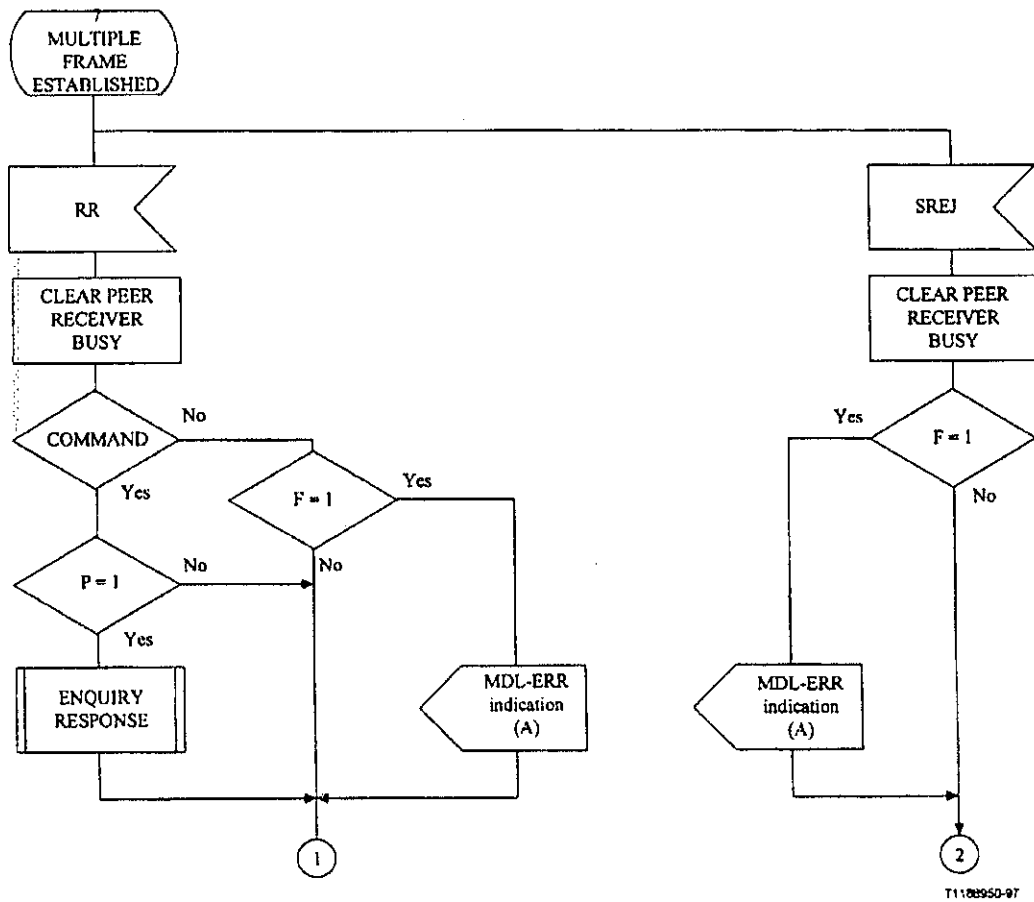 7
MULTIPLE
FRAME
ESTABLISHED
RR
SREJ
CLEAR PEER
RECEIVER
BUSY
CLEAR PEER
RECEIVER
BUSY
COMMAND
No
Yes
F = 1
Yes
No
Yes
F = 1
No
P = 1
No
Yes
ENQUIRY
RESPONSE
MDL-ERR
indication
(A)
MDL-ERR
indication
(A)
1
2
T1188950-97